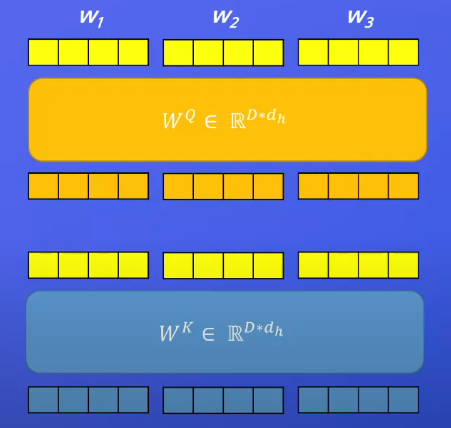 w₁ w₂ w₃
W^Q ∈ ℝ^{D*d_h}
W^K ∈ ℝ^{D*d_h}